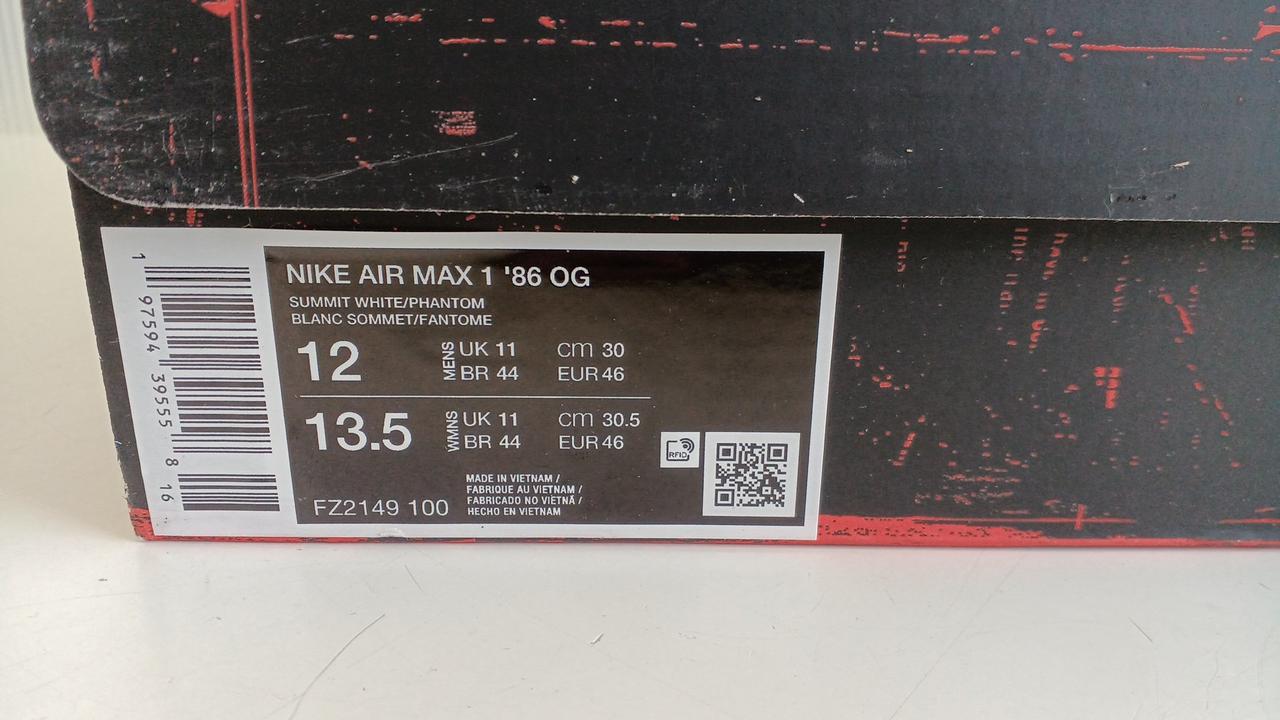 NIKE AIR MAX 1 '86 OG
SUMMIT WHITE/PHANTOM
BLANC SOMMET/FANTOME
12 MENS UK 11 CM 30
BR 44 EUR 46
13.5 WMNS UK 11 CM 30.5
BR 44 EUR 46
RFID
FZ2149 100
MADE IN VIETNAM /
FABRIQUE AU VIETNAM /
FABRICADO NO VIETNÃ /
HECHO EN VIETNAM
1 97594 39555 8 16